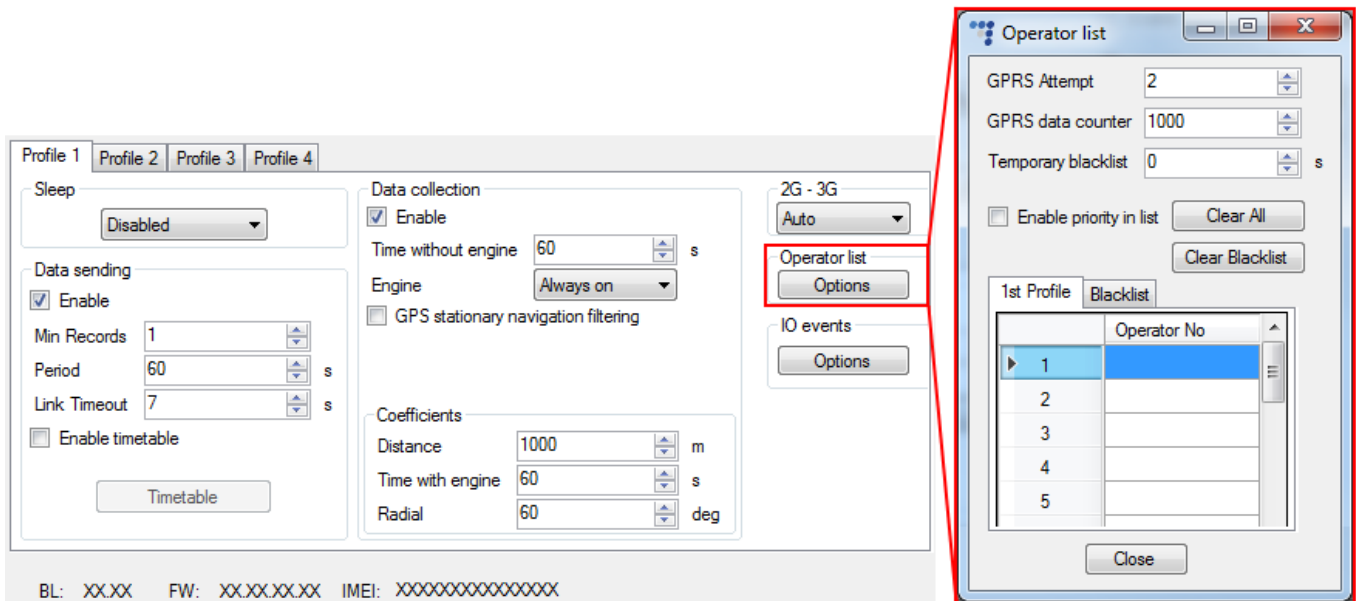 Profile 1 Profile 2 Profile 3 Profile 4
Sleep
Disabled
Data sending
Enable
Min Records 1
Period 60 s
Link Timeout 7 s
Enable timetable
Timetable
Data collection
Enable
Time without engine 60 s
Engine Always on
GPS stationary navigation filtering
Coefficients
Distance 1000 m
Time with engine 60 s
Radial 60 deg
2G - 3G
Auto
Operator list
Options
IO events
Options
BL: XX.XX FW: XX.XX.XX.XX IMEI: XXXXXXXXXXXXXXX
Operator list
GPRS Attempt 2
GPRS data counter 1000
Temporary blacklist 0 s
Enable priority in list Clear All
Clear Blacklist
1st Profile Blacklist
Operator No
1
2
3
4
5
Close